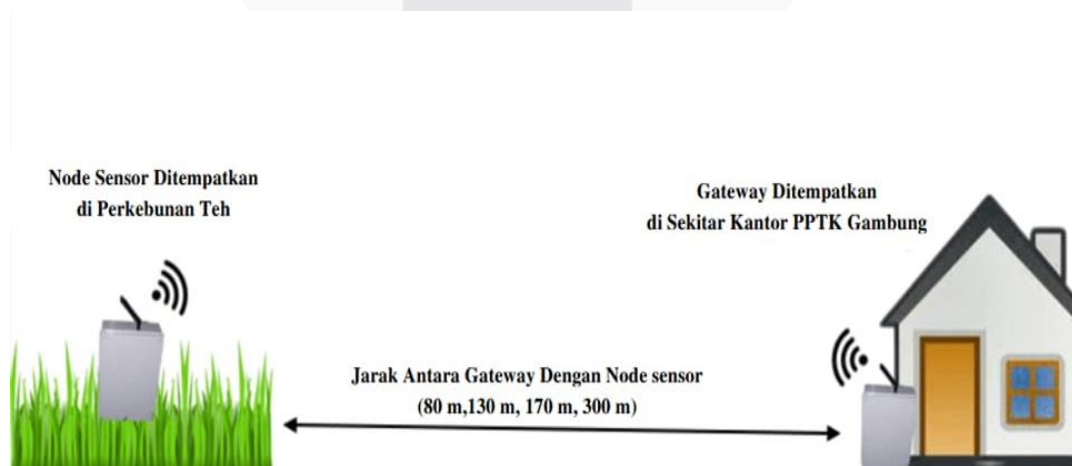 Node Sensor Ditempatkan
di Perkebunan Teh
Gateway Ditempatkan
di Sekitar Kantor PPTK Gambung
Jarak Antara Gateway Dengan Node sensor
(80 m,130 m, 170 m, 300 m)